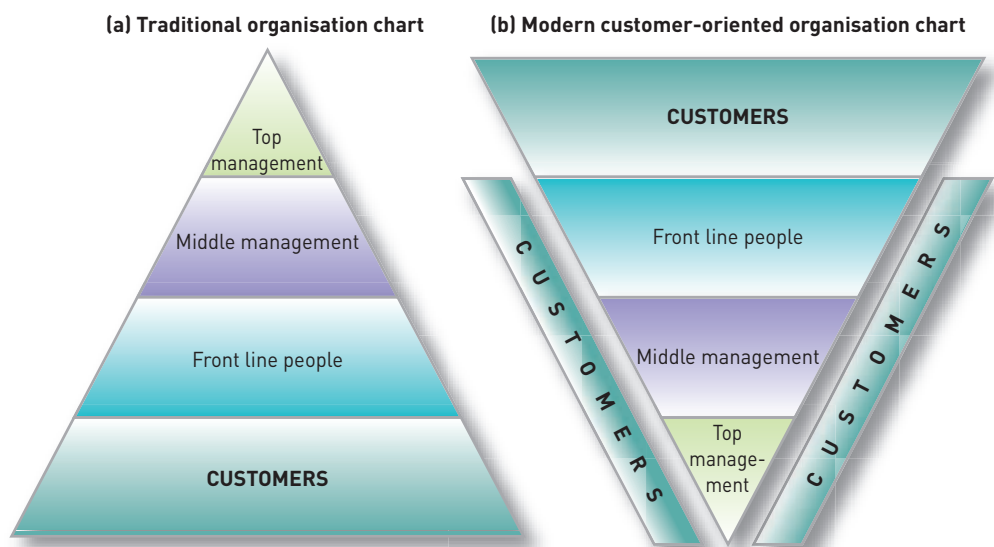 (a) Traditional organisation chart
Top
management
Middle management
Front line people
CUSTOMERS
(b) Modern customer-oriented organisation chart
CUSTOMERS
Front line people
Middle management
Top
manage-
ment
CUSTOMERS
CUSTOMERS